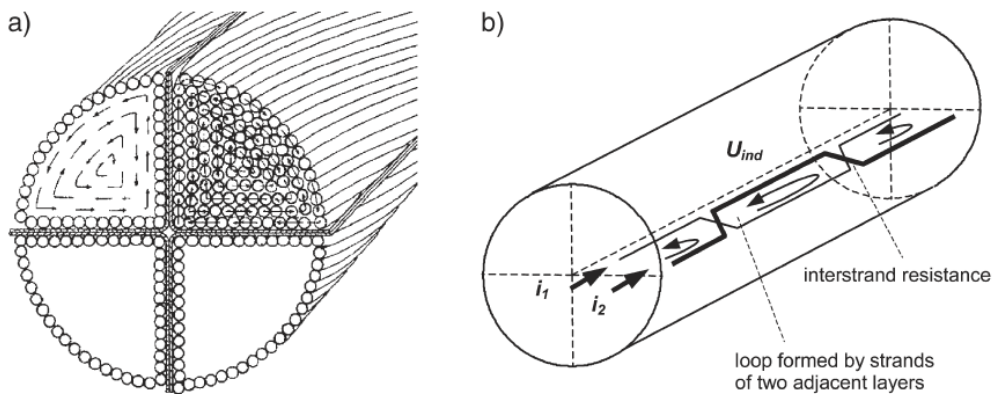 a)
b)
U_ind
i_1
i_2
interstrand resistance
loop formed by strands
of two adjacent layers